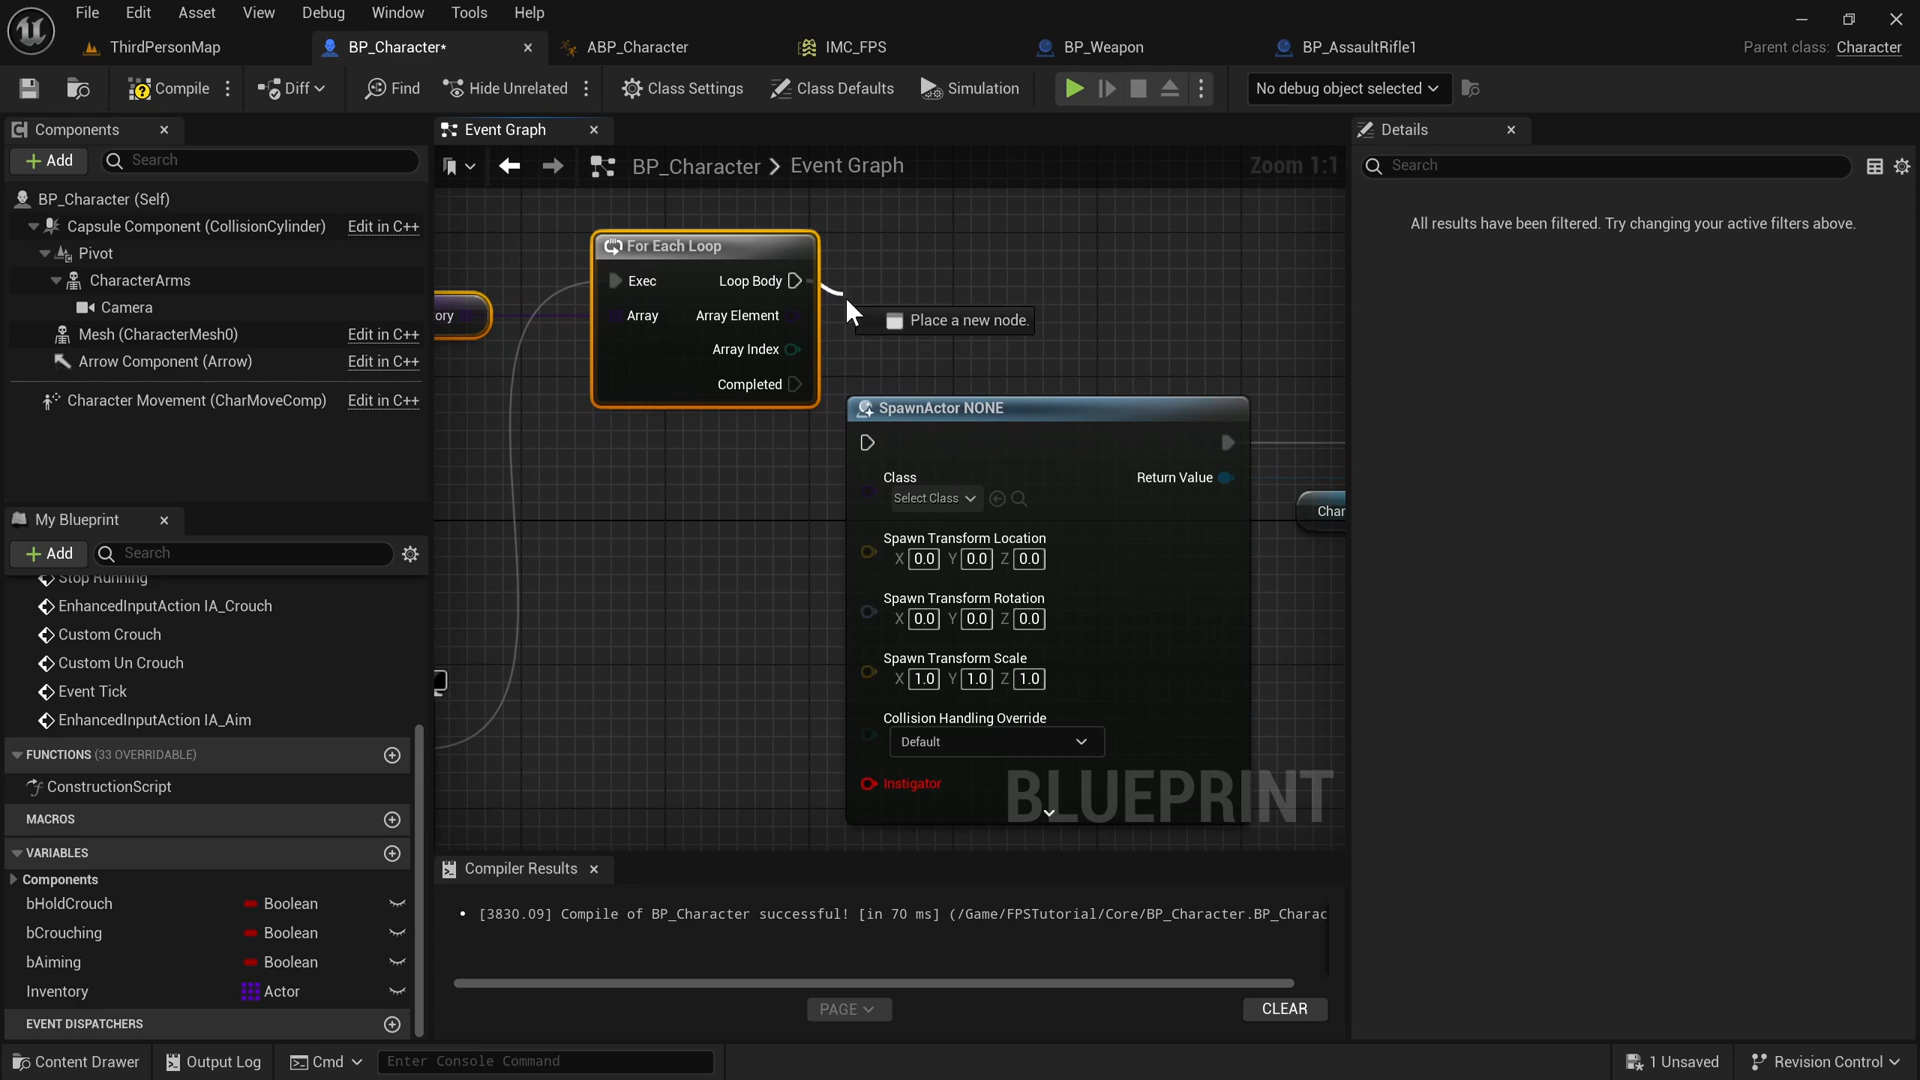 File Edit Asset View Debug Window Tools Help
ThirdPersonMap BP_Character* ABP_Character IMC_FPS BP_Weapon BP_AssaultRifle1 Parent class: Character
Compile Diff Find Hide Unrelated Class Settings Class Defaults Simulation No debug object selected
Components
Add Search
BP_Character (Self)
Capsule Component (CollisionCylinder) Edit in C++
Pivot
CharacterArms
Camera
Mesh (CharacterMesh0) Edit in C++
Arrow Component (Arrow) Edit in C++
Character Movement (CharMoveComp) Edit in C++
My Blueprint
Add Search
Stop Running
EnhancedInputAction IA_Crouch
Custom Crouch
Custom Un Crouch
Event Tick
EnhancedInputAction IA_Aim
FUNCTIONS (33 OVERRIDABLE)
ConstructionScript
MACROS
VARIABLES
Components
bHoldCrouch Boolean
bCrouching Boolean
bAiming Boolean
Inventory Actor
EVENT DISPATCHERS
Event Graph
BP_Character > Event Graph Zoom 1:1
ory
For Each Loop
Exec Loop Body
Array Array Element
Array Index
Completed
Place a new node.
SpawnActor NONE
Class Return Value
Select Class
Spawn Transform Location
X 0.0 Y 0.0 Z 0.0
Spawn Transform Rotation
X 0.0 Y 0.0 Z 0.0
Spawn Transform Scale
X 1.0 Y 1.0 Z 1.0
Collision Handling Override
Default
Instigator
Char
BLUEPRINT
Compiler Results
[3830.09] Compile of BP_Character successful! [in 70 ms] (/Game/FPSTutorial/Core/BP_Character.BP_Charac
PAGE CLEAR
Details
Search
All results have been filtered. Try changing your active filters above.
Content Drawer Output Log Cmd Enter Console Command 1 Unsaved Revision Control